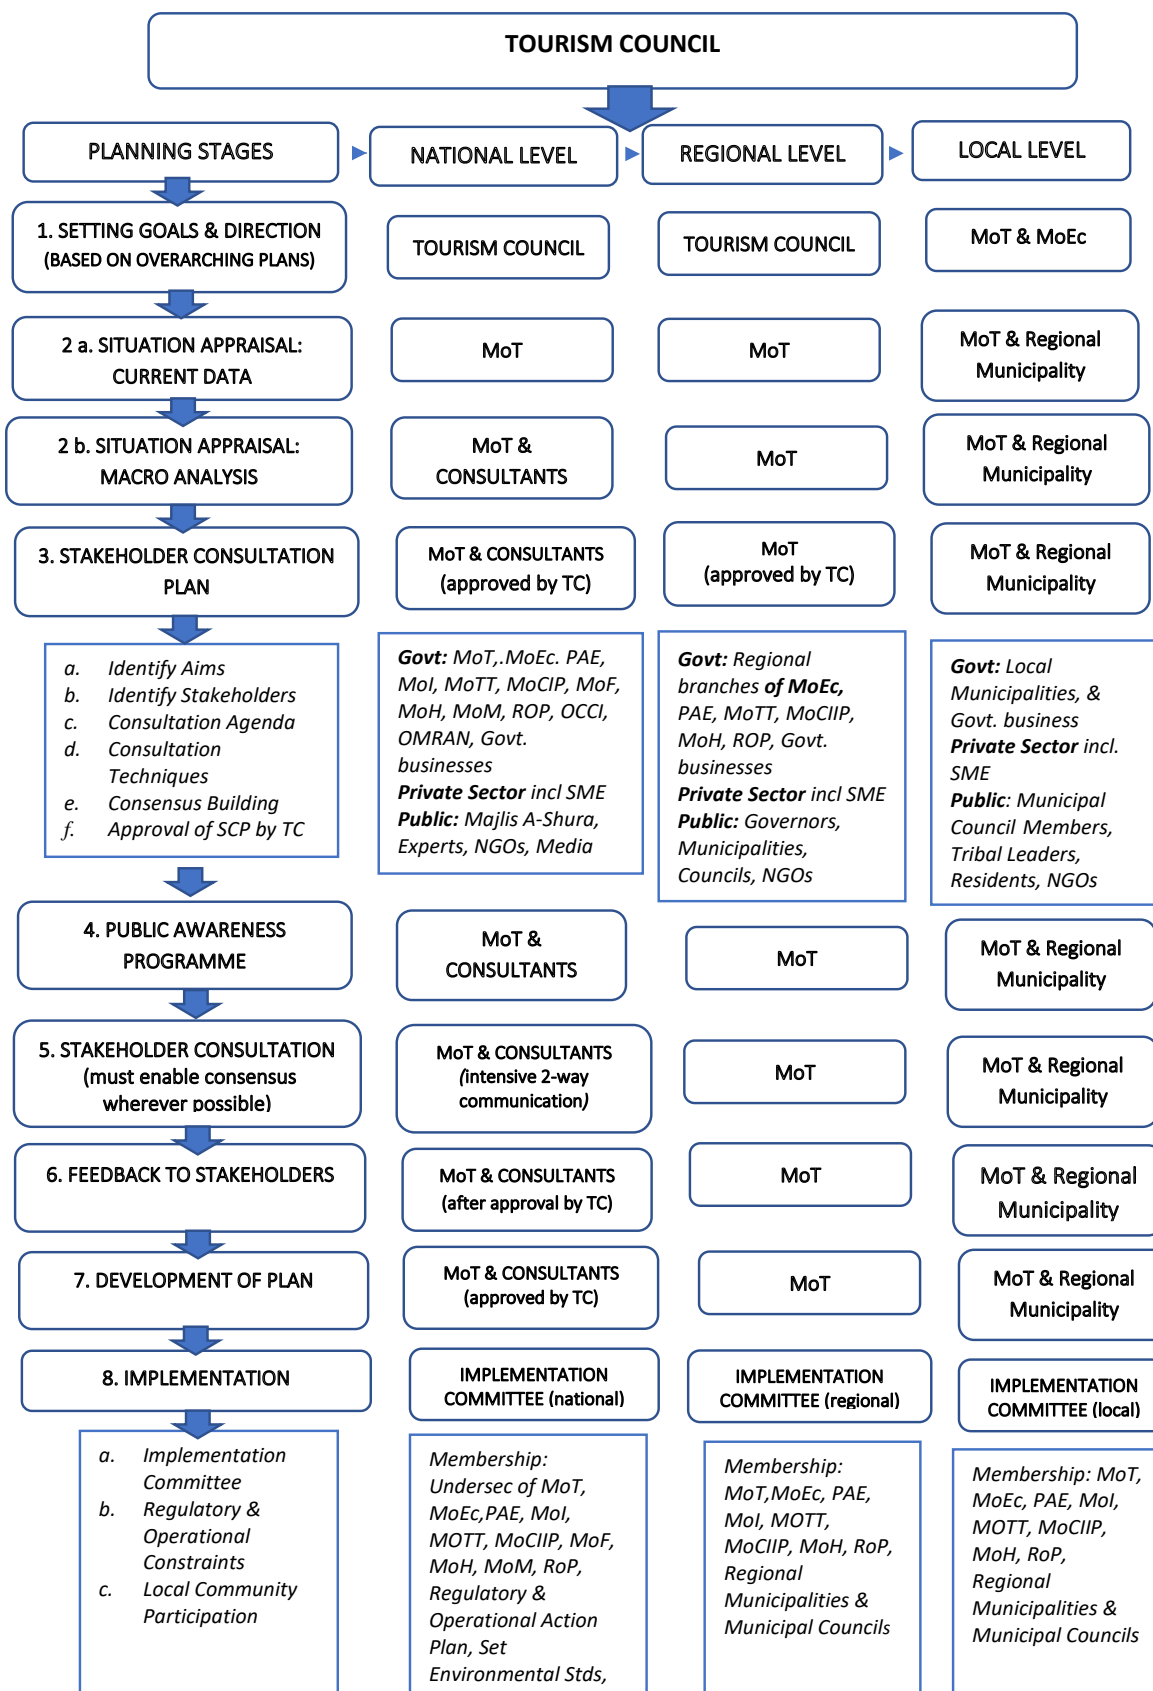 TOURISM COUNCIL
PLANNING STAGES
NATIONAL LEVEL
REGIONAL LEVEL
LOCAL LEVEL
1. SETTING GOALS & DIRECTION
(BASED ON OVERARCHING PLANS)
TOURISM COUNCIL
TOURISM COUNCIL
MoT & MoEc
2 a. SITUATION APPRAISAL:
CURRENT DATA
MoT
MoT
MoT & Regional
Municipality
2 b. SITUATION APPRAISAL:
MACRO ANALYSIS
MoT &
CONSULTANTS
MoT
MoT & Regional
Municipality
3. STAKEHOLDER CONSULTATION
PLAN
MoT & CONSULTANTS
(approved by TC)
MoT
(approved by TC)
MoT & Regional
Municipality
a. Identify Aims
b. Identify Stakeholders
c. Consultation Agenda
d. Consultation
Techniques
e. Consensus Building
f. Approval of SCP by TC
Govt: MoT,.MoEc. PAE,
MoI, MoTT, MoCIP, MoF,
MoH, MoM, ROP, OCCI,
OMRAN, Govt.
businesses
Private Sector incl SME
Public: Majlis A-Shura,
Experts, NGOs, Media
Govt: Regional
branches of MoEc,
PAE, MoTT, MoCIIP,
MoH, ROP, Govt.
businesses
Private Sector incl SME
Public: Governors,
Municipalities,
Councils, NGOs
Govt: Local
Municipalities, &
Govt. business
Private Sector incl.
SME
Public: Municipal
Council Members,
Tribal Leaders,
Residents, NGOs
4. PUBLIC AWARENESS
PROGRAMME
MoT &
CONSULTANTS
MoT
MoT & Regional
Municipality
5. STAKEHOLDER CONSULTATION
(must enable consensus
wherever possible)
MoT & CONSULTANTS
(intensive 2-way
communication)
MoT
MoT & Regional
Municipality
6. FEEDBACK TO STAKEHOLDERS
MoT & CONSULTANTS
(after approval by TC)
MoT
MoT & Regional
Municipality
7. DEVELOPMENT OF PLAN
MoT & CONSULTANTS
(approved by TC)
MoT
MoT & Regional
Municipality
8. IMPLEMENTATION
IMPLEMENTATION
COMMITTEE (national)
IMPLEMENTATION
COMMITTEE (regional)
IMPLEMENTATION
COMMITTEE (local)
a. Implementation
Committee
b. Regulatory &
Operational
Constraints
c. Local Community
Participation
Membership:
Undersec of MoT,
MoEc,PAE, MoI,
MOTT, MoCIIP, MoF,
MoH, MoM, RoP,
Regulatory &
Operational Action
Plan, Set
Environmental Stds,
Membership:
MoT,MoEc, PAE,
MoI, MOTT,
MoCIIP, MoH, RoP,
Regional
Municipalities &
Municipal Councils
Membership: MoT,
MoEc, PAE, MoI,
MOTT, MoCIIP,
MoH, RoP,
Regional
Municipalities &
Municipal Councils